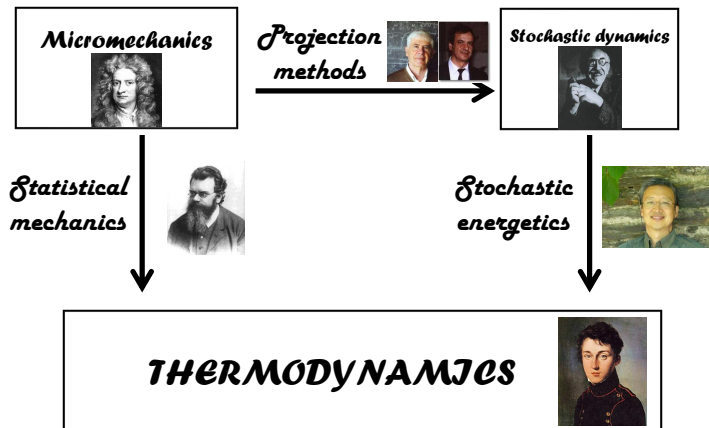 Micromechanics
Projection
methods
Stochastic dynamics
Statistical
mechanics
Stochastic
energetics
THERMODYNAMICS